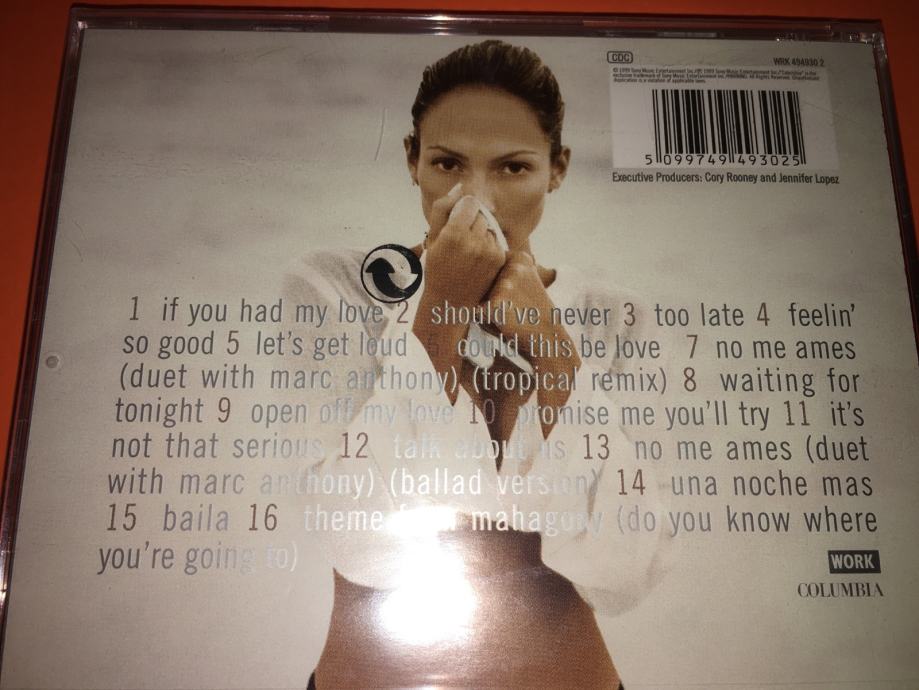 CDC
WRK 494930 2
5 099749 493025
Executive Producers: Cory Rooney and Jennifer Lopez
1 if you had my love 2 should've never 3 too late 4 feelin'
so good 5 let's get loud 6 could this be love 7 no me ames
(duet with marc anthony) (tropical remix) 8 waiting for
tonight 9 open off my love 10 promise me you'll try 11 it's
not that serious 12 talk about us 13 no me ames (duet
with marc anthony) (ballad version) 14 una noche mas
15 baila 16 theme from mahagony (do you know where
you're going to)
WORK
COLUMBIA